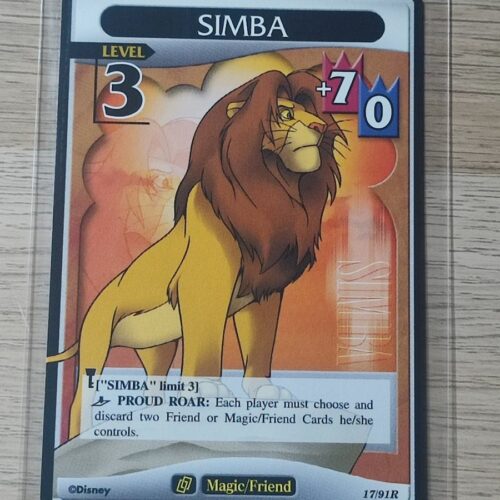 SIMBA
LEVEL
3
+7
0
SIMBA
["SIMBA" limit 3]
PROUD ROAR: Each player must choose and
discard two Friend or Magic/Friend Cards he/she
controls.
©Disney
Magic/Friend
17/91R